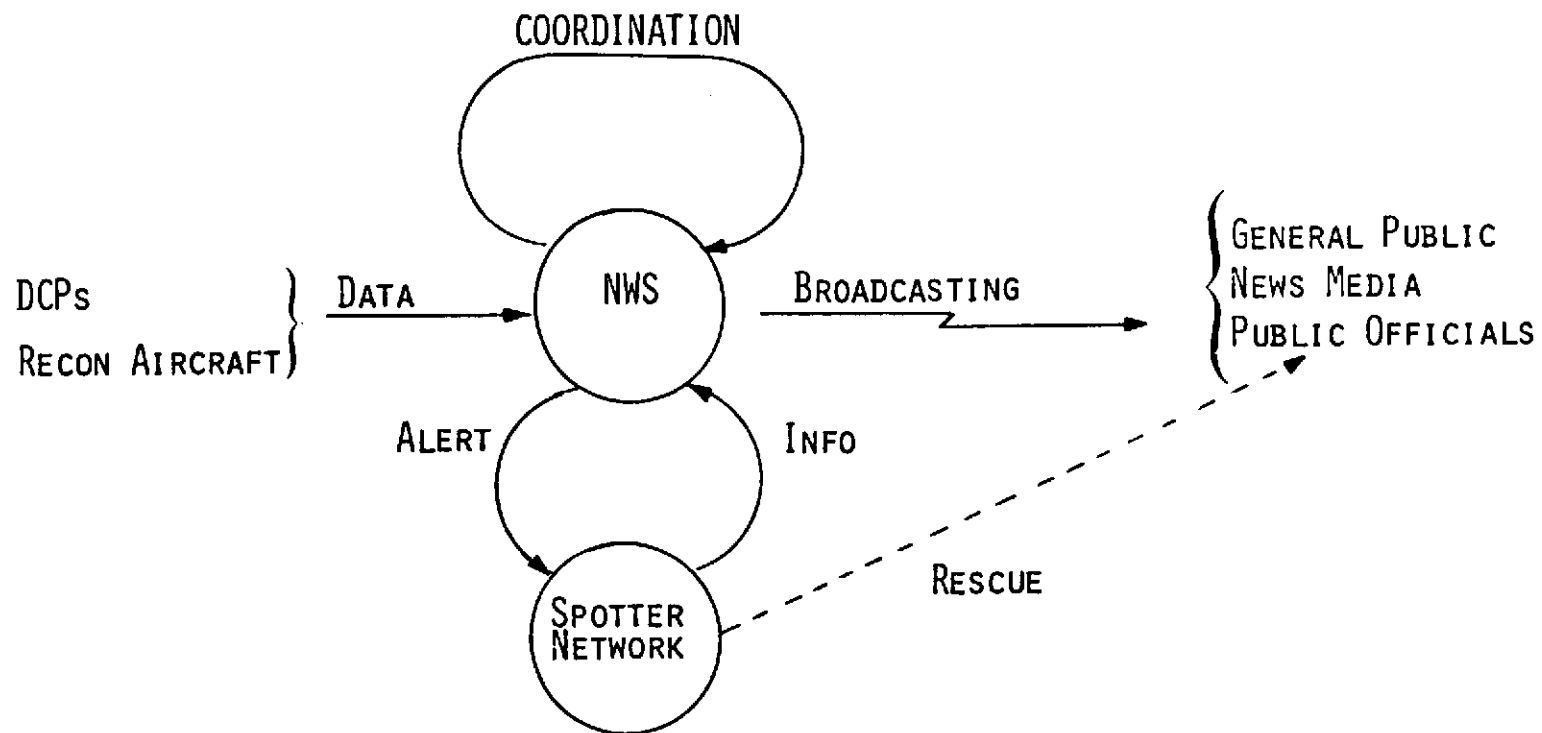 COORDINATION
DCPs
RECON AIRCRAFT
DATA
NWS
BROADCASTING
GENERAL PUBLIC
NEWS MEDIA
PUBLIC OFFICIALS
ALERT
INFO
SPOTTER
NETWORK
RESCUE